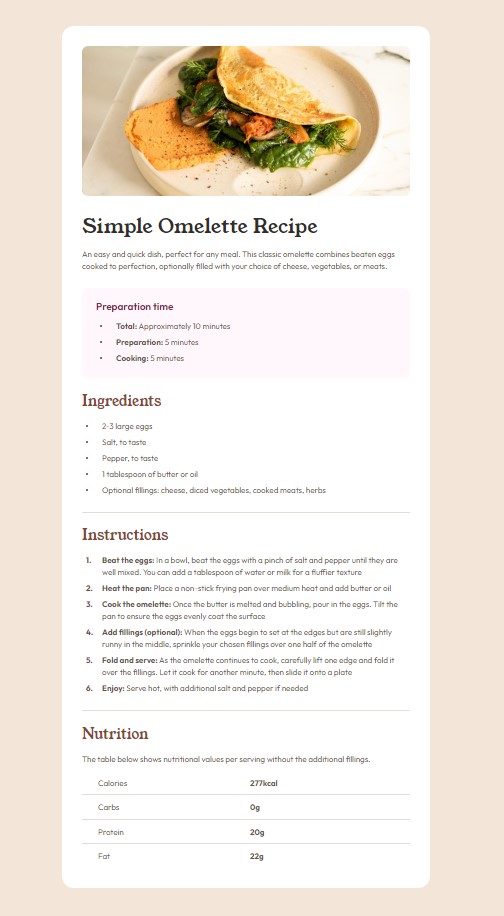 Simple Omelette Recipe
An easy and quick dish, perfect for any meal. This classic omelette combines beaten eggs
cooked to perfection, optionally filled with your choice of cheese, vegetables, or meats.
Preparation time
• Total: Approximately 10 minutes
• Preparation: 5 minutes
• Cooking: 5 minutes
Ingredients
• 2-3 large eggs
• Salt, to taste
• Pepper, to taste
• 1 tablespoon of butter or oil
• Optional fillings: cheese, diced vegetables, cooked meats, herbs
Instructions
1. Beat the eggs: In a bowl, beat the eggs with a pinch of salt and pepper until they are
well mixed. You can add a tablespoon of water or milk for a fluffier texture
2. Heat the pan: Place a non-stick frying pan over medium heat and add butter or oil
3. Cook the omelette: Once the butter is melted and bubbling, pour in the eggs. Tilt the
pan to ensure the eggs evenly coat the surface
4. Add fillings (optional): When the eggs begin to set at the edges but are still slightly
runny in the middle, sprinkle your chosen fillings over one half of the omelette
5. Fold and serve: As the omelette continues to cook, carefully lift one edge and fold it
over the fillings. Let it cook for another minute, then slide it onto a plate
6. Enjoy: Serve hot, with additional salt and pepper if needed
Nutrition
The table below shows nutritional values per serving without the additional fillings.
Calories 277kcal
Carbs 0g
Protein 20g
Fat 22g